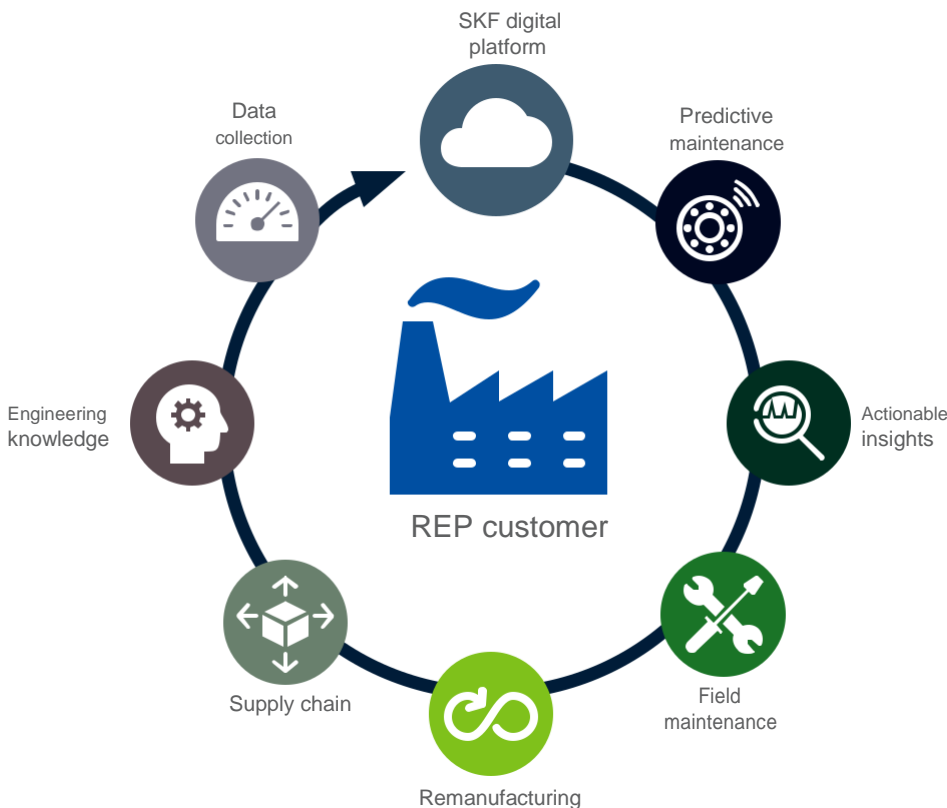 SKF digital
platform
Predictive
maintenance
Actionable
insights
Field
maintenance
Remanufacturing
Supply chain
Engineering
knowledge
Data
collection
REP customer